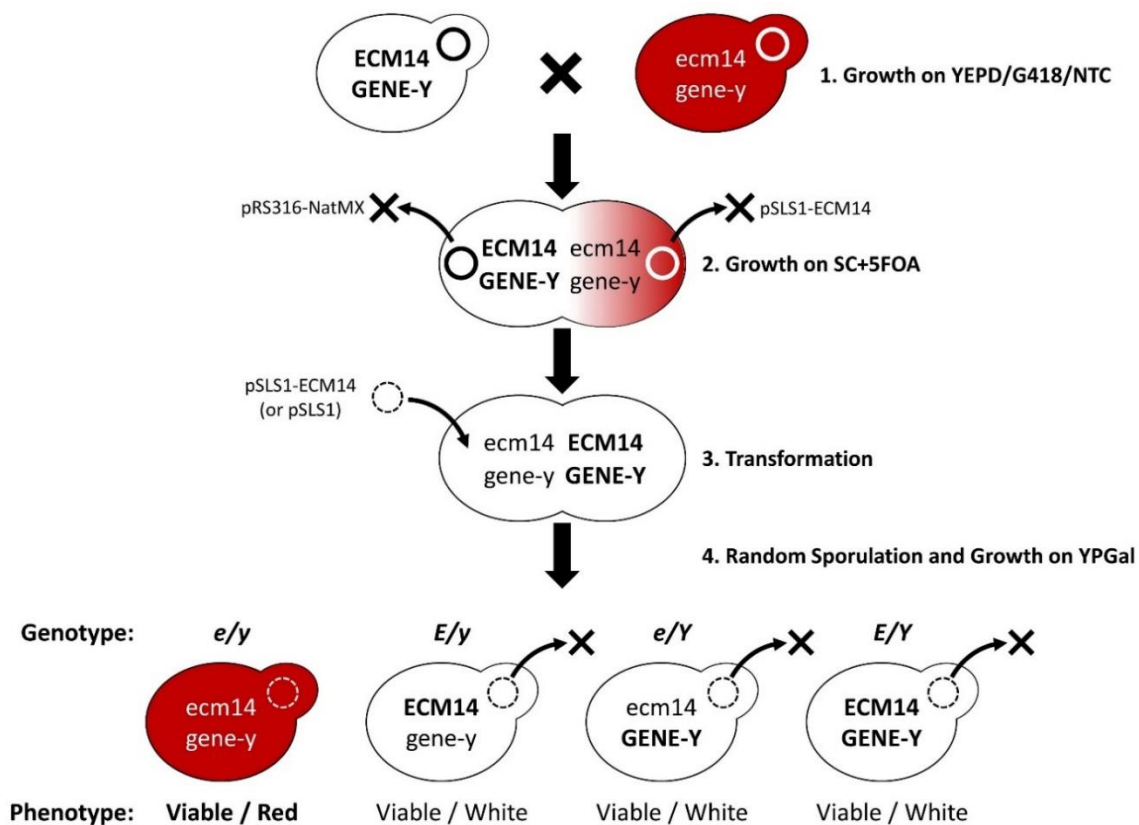 ECM14
GENE-Y
ecm14
gene-y
1. Growth on YEPD/G418/NTC
pRS316-NatMX
pSLS1-ECM14
ECM14
GENE-Y
ecm14
gene-y
2. Growth on SC+5FOA
pSLS1-ECM14
(or pSLS1)
ecm14
gene-y
ECM14
GENE-Y
3. Transformation
4. Random Sporulation and Growth on YPGal
Genotype:
e/y
E/y
e/Y
E/Y
ecm14
gene-y
ECM14
gene-y
ecm14
GENE-Y
ECM14
GENE-Y
Phenotype:
Viable / Red
Viable / White
Viable / White
Viable / White